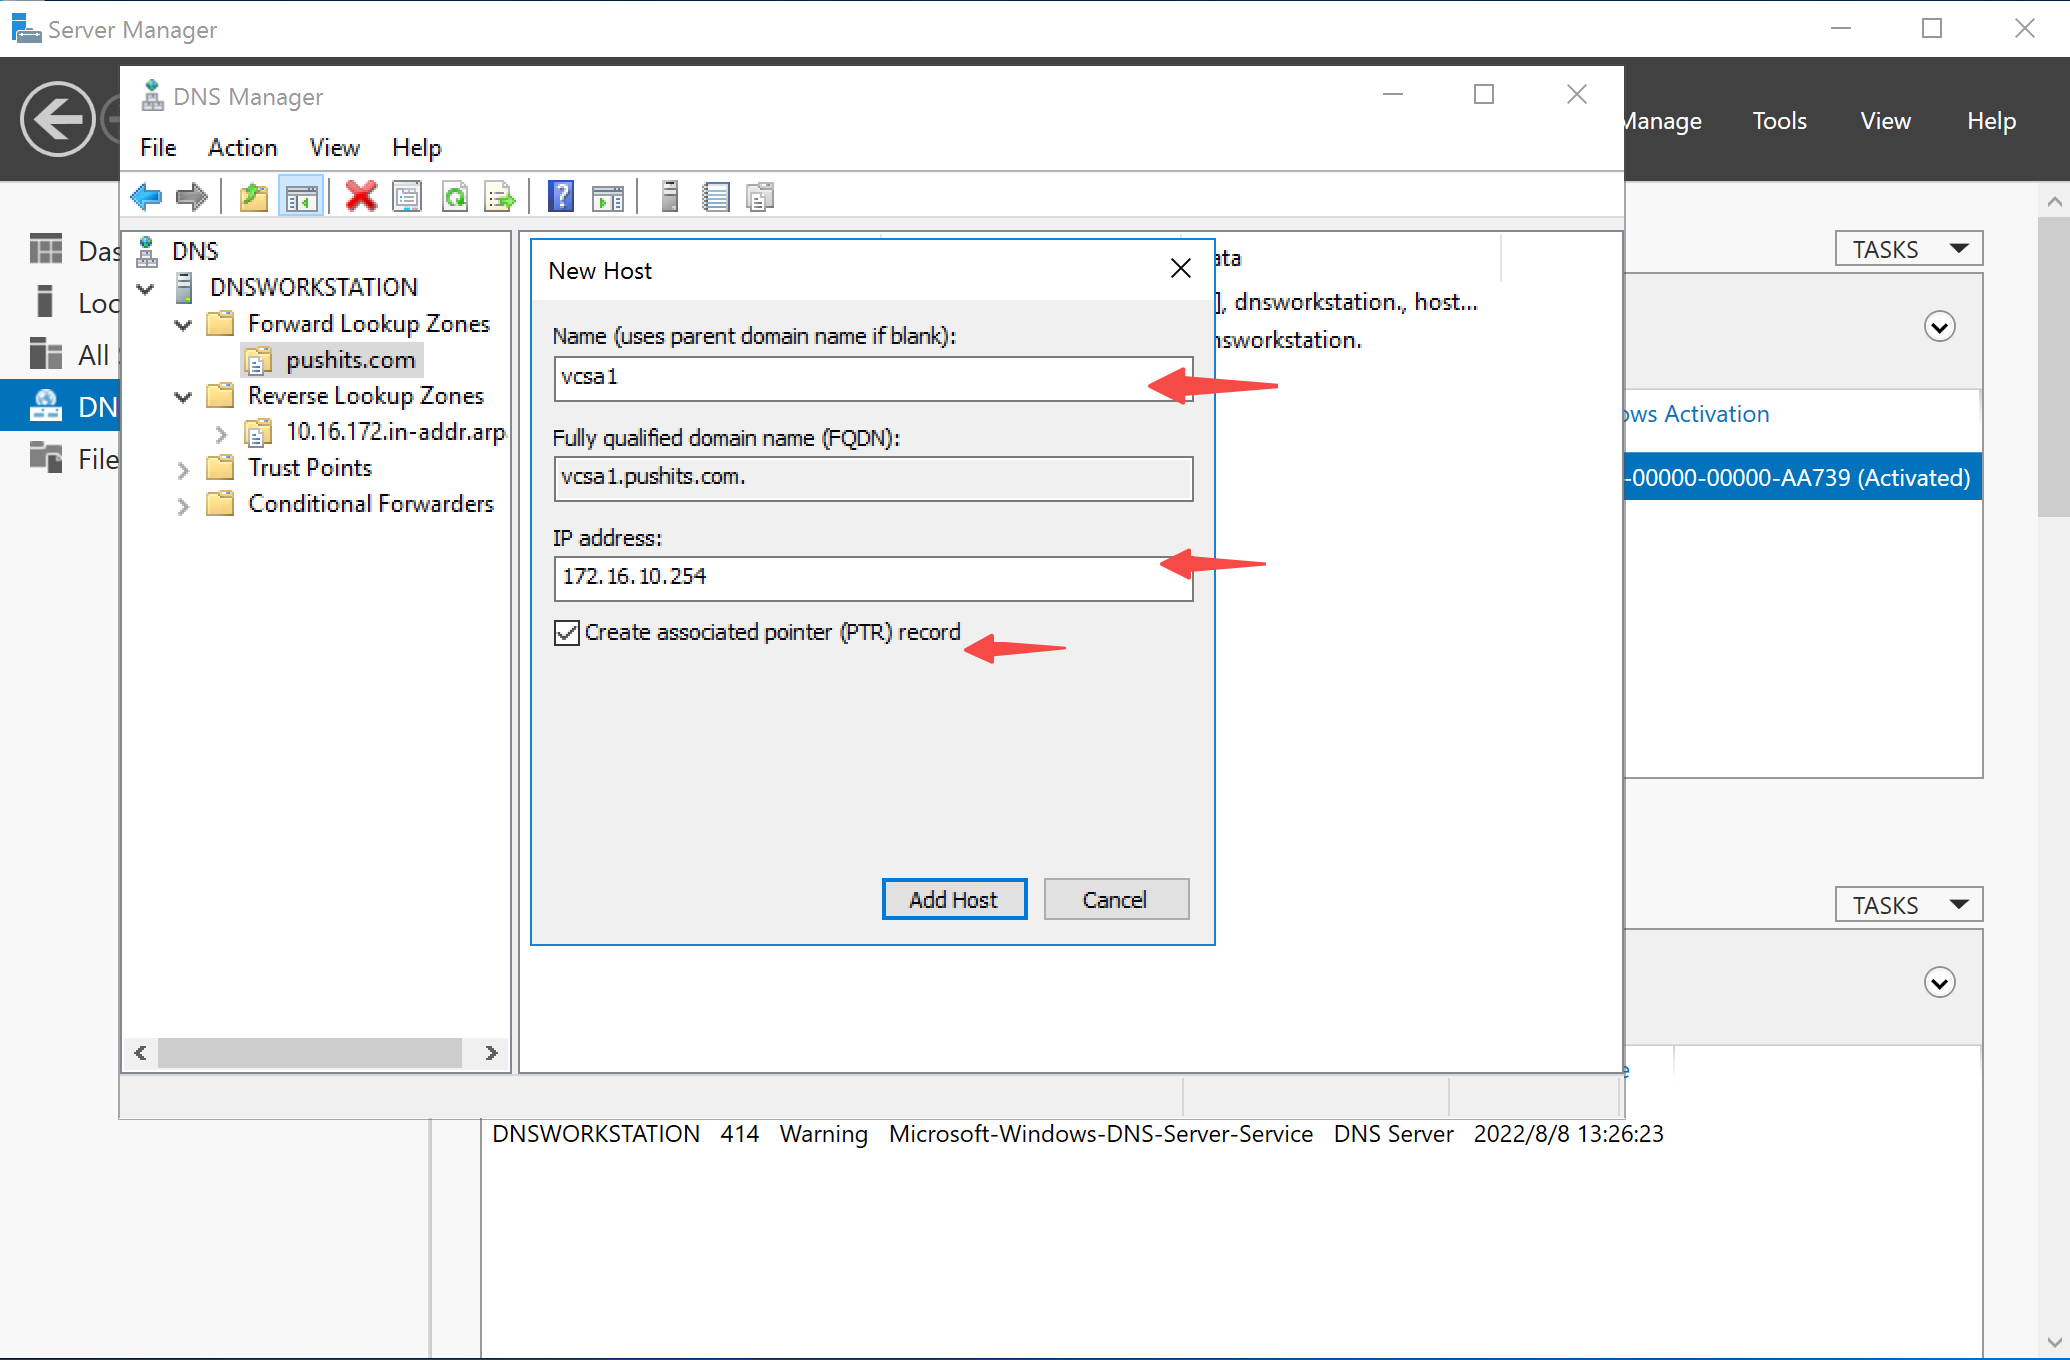 Server Manager
DNS Manager
Manage Tools View Help
File Action View Help
DNS
DNSWORKSTATION
Forward Lookup Zones
pushits.com
Reverse Lookup Zones
10.16.172.in-addr.arp
Trust Points
Conditional Forwarders
Das
Loc
All
DN
File
New Host
Name (uses parent domain name if blank):
vcsa1
Fully qualified domain name (FQDN):
vcsa1.pushits.com.
IP address:
172.16.10.254
Create associated pointer (PTR) record
Add Host Cancel
ata
], dnsworkstation., host...
nsworkstation.
TASKS
ows Activation
-00000-00000-AA739 (Activated)
TASKS
DNSWORKSTATION 414 Warning Microsoft-Windows-DNS-Server-Service DNS Server 2022/8/8 13:26:23